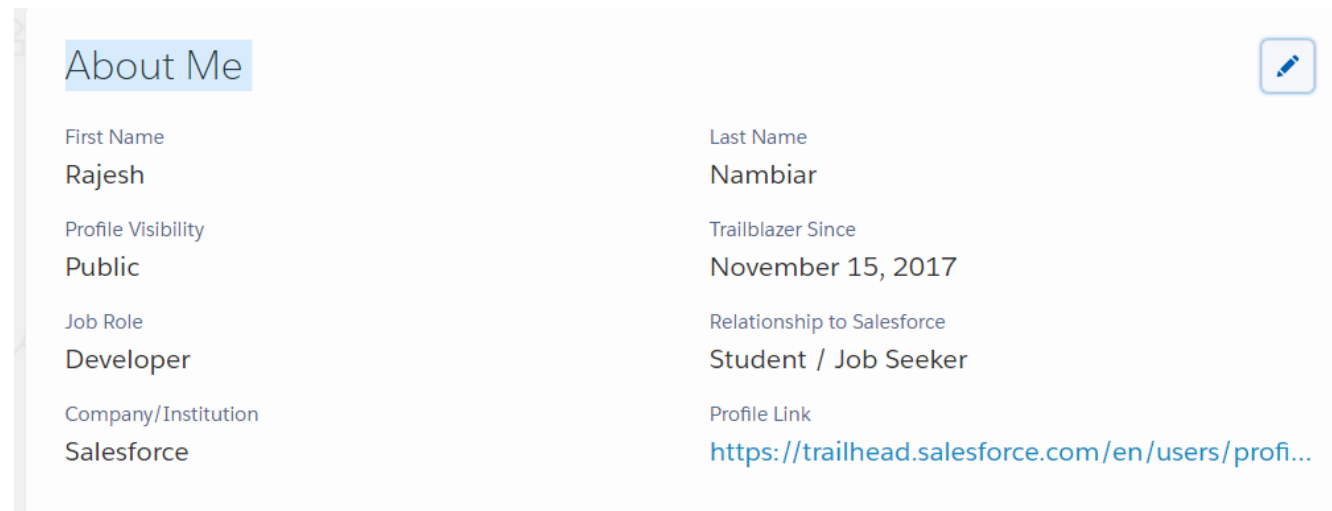 About Me
First Name
Last Name
Rajesh
Nambiar
Profile Visibility
Trailblazer Since
Public
November 15, 2017
Job Role
Relationship to Salesforce
Developer
Student / Job Seeker
Company/Institution
Profile Link
Salesforce
https://trailhead.salesforce.com/en/users/profi...